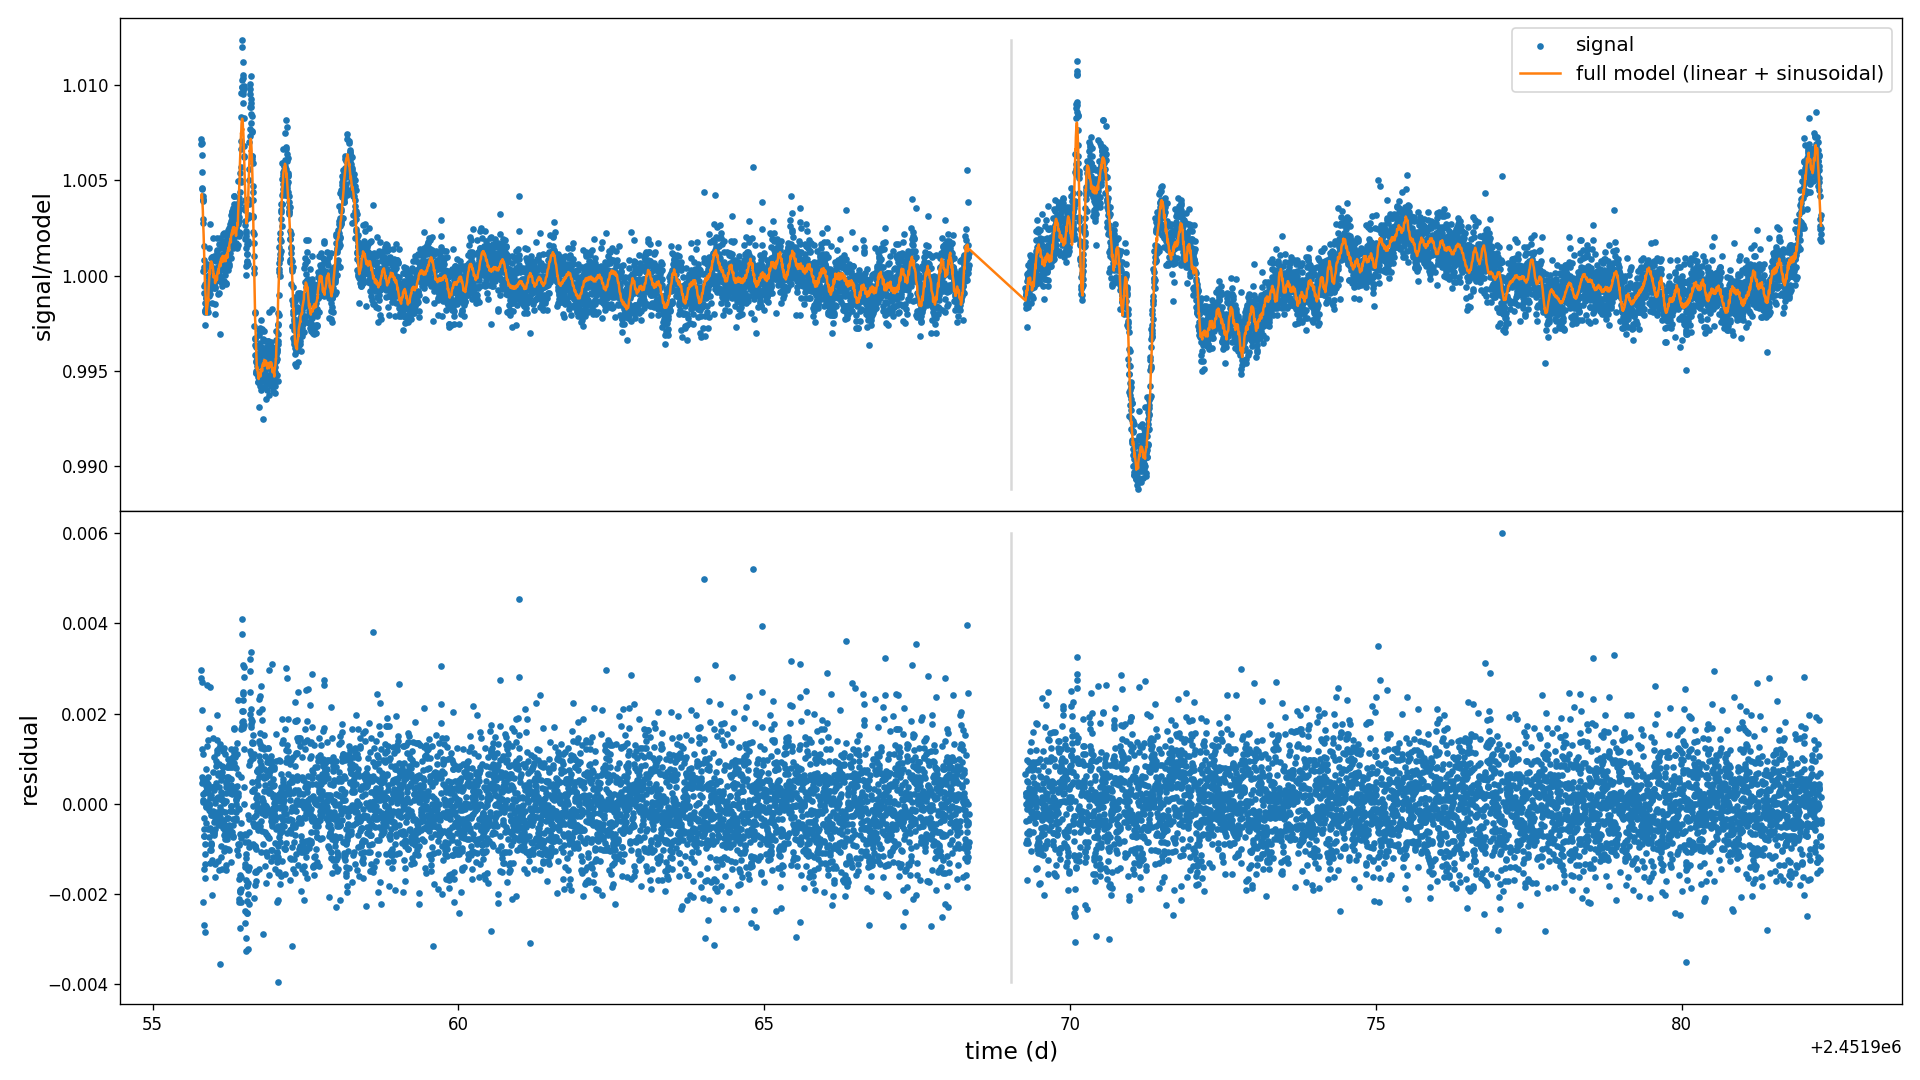 signal
full model (linear + sinusoidal)
signal/model
1.010
1.005
1.000
0.995
0.990
residual
0.006
0.004
0.002
0.000
−0.002
−0.004
55
60
65
70
75
80
time (d)
+2.4519e6